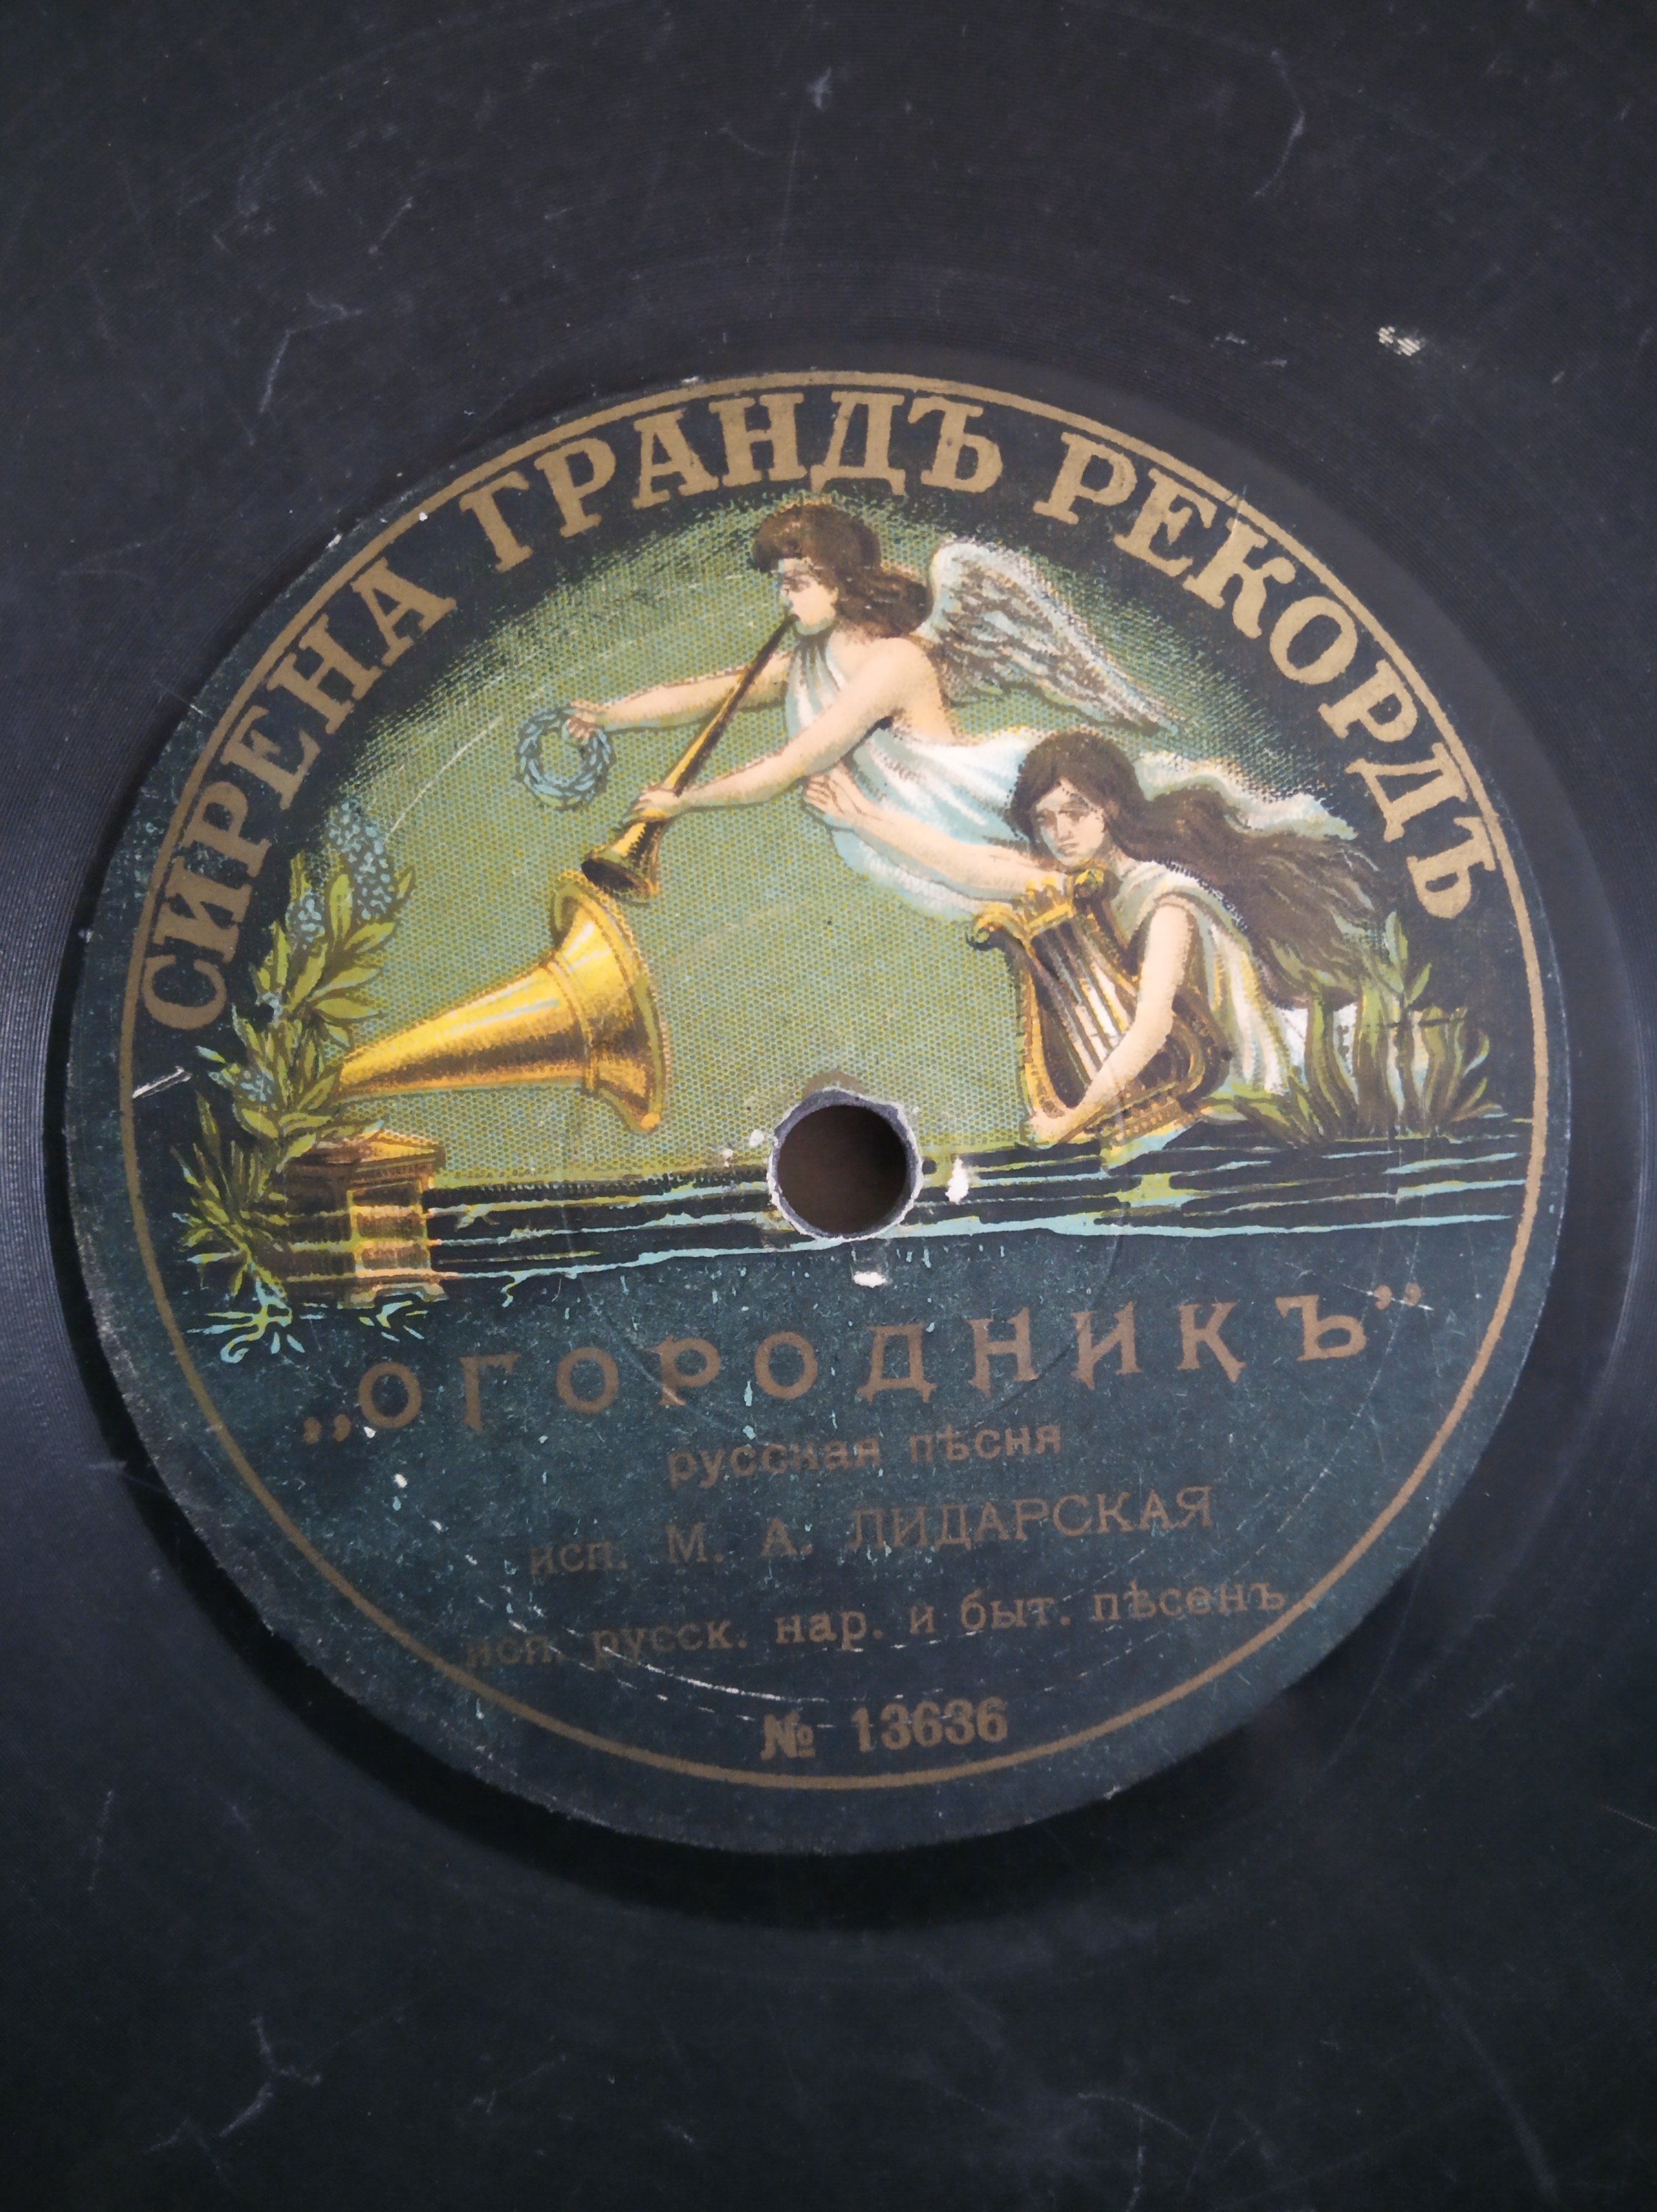 СИРЕНА ГРАНДЪ РЕКОРДЪ
„ОГОРОДНИКЪ”
русская пѣсня
исп. М. А. ЛИДАРСКАЯ
исп. русск. нар. и быт. пѣсенъ
№ 13636